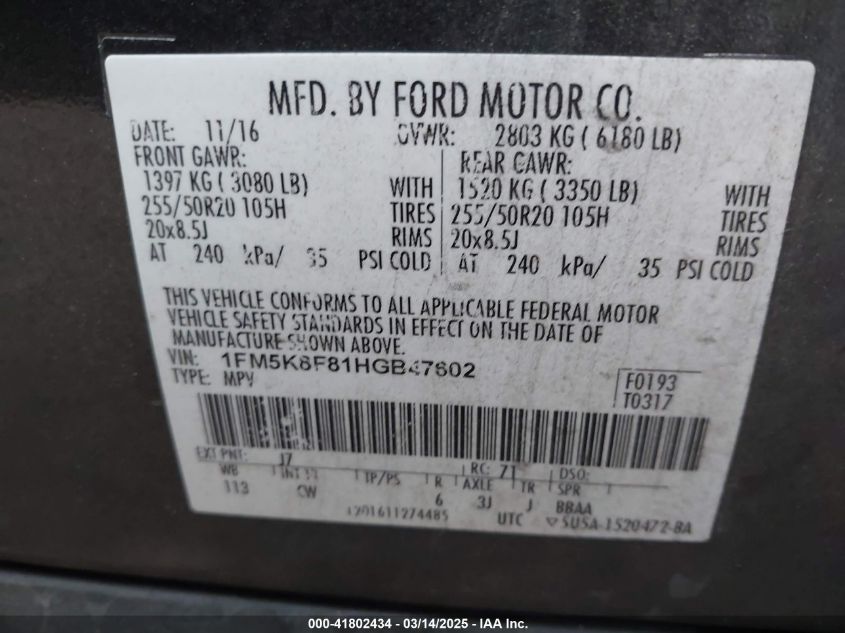 MFD. BY FORD MOTOR CO.
DATE: 11/16 GVWR: 2803 KG ( 6180 LB)
FRONT GAWR: REAR GAWR:
1397 KG ( 3080 LB) WITH 1520 KG ( 3350 LB) WITH
255/50R20 105H TIRES 255/50R20 105H TIRES
20x8.5J RIMS 20x8.5J RIMS
AT 240 kPa/ 35 PSI COLD AT 240 kPa/ 35 PSI COLD
THIS VEHICLE CONFORMS TO ALL APPLICABLE FEDERAL MOTOR
VEHICLE SAFETY STANDARDS IN EFFECT ON THE DATE OF
MANUFACTURE SHOWN ABOVE.
VIN: 1FM5K8F81HGB47602
TYPE: MPV
F0193
T0317
EXT PNT: J7 RC: 71 DSO:
WB INT TP/PS R AXLE TR SPR
113 CW 6 3J J BBAA
1201611274485 UTC ▽ SU5A-1520472-BA
000-41802434 - 03/14/2025 - IAA Inc.